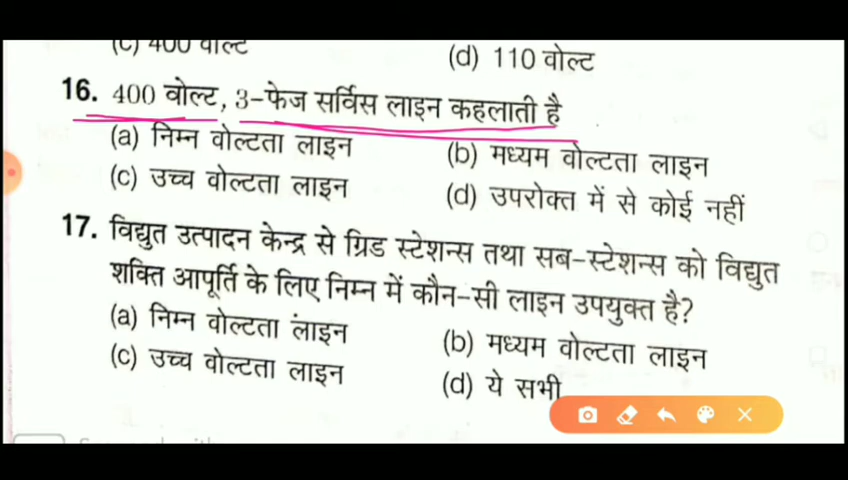 (c) 400 वोल्ट
(d) 110 वोल्ट
16. 400 वोल्ट, 3-फेज सर्विस लाइन कहलाती है
(a) निम्न वोल्टता लाइन
(b) मध्यम वोल्टता लाइन
(c) उच्च वोल्टता लाइन
(d) उपरोक्त में से कोई नहीं
17. विद्युत उत्पादन केन्द्र से ग्रिड स्टेशन्स तथा सब-स्टेशन्स को विद्युत
शक्ति आपूर्ति के लिए निम्न में कौन-सी लाइन उपयुक्त है?
(a) निम्न वोल्टता लाइन
(b) मध्यम वोल्टता लाइन
(c) उच्च वोल्टता लाइन
(d) ये सभी